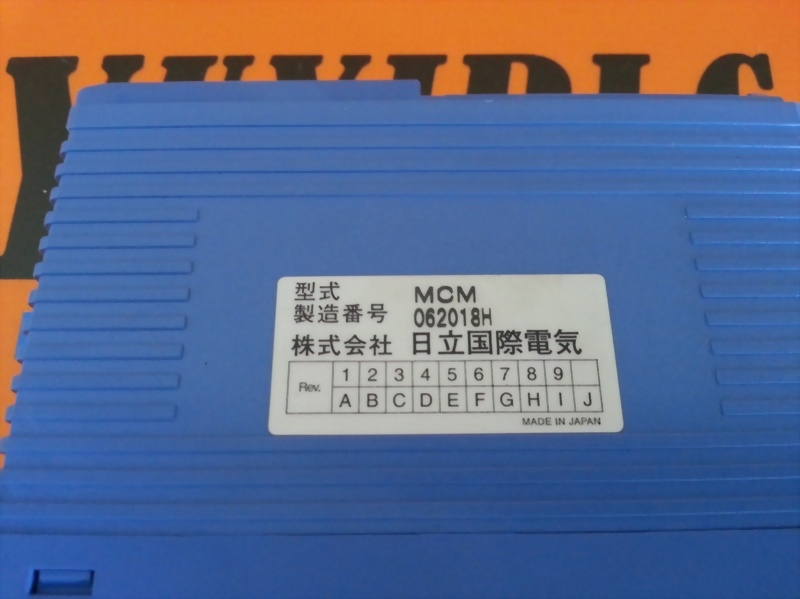 型式 MCM
製造番号 062018H
株式会社 日立国際電気
Rev. 1 2 3 4 5 6 7 8 9
A B C D E F G H I J
MADE IN JAPAN